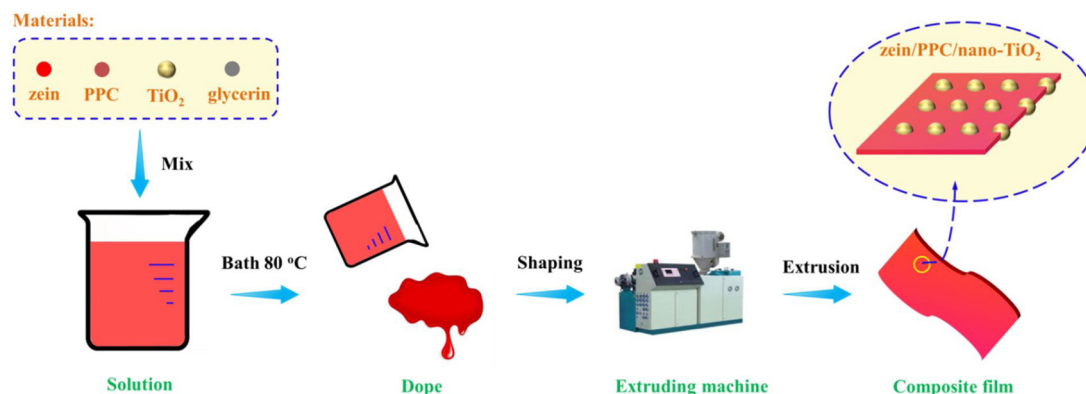 Materials:
zein PPC TiO₂ glycerin
Mix
Bath 80 °C
Shaping
Extrusion
zein/PPC/nano-TiO₂
Solution
Dope
Extruding machine
Composite film